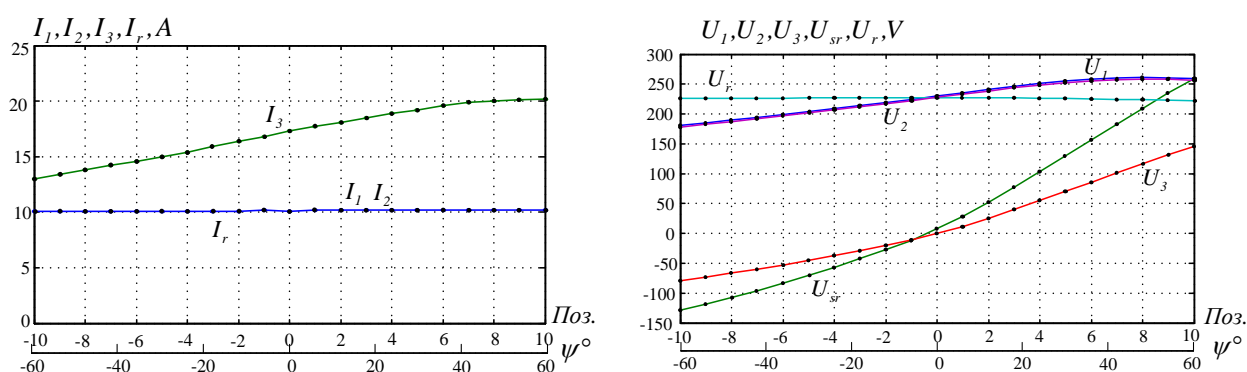 I₁,I₂,I₃,Iᵣ,A
25
20
15
10
5
0
I₃
I₁ I₂
Iᵣ
Поз.
-10 -8 -6 -4 -2 0 2 4 6 8 10
ψ°
-60 -40 -20 0 20 40 60
U₁,U₂,U₃,Uₛᵣ,Uᵣ,V
300
250
200
150
100
50
0
-50
-100
-150
Uᵣ
U₁
U₂
U₃
Uₛᵣ
Поз.
-10 -8 -6 -4 -2 0 2 4 6 8 10
ψ°
-60 -40 -20 0 20 40 60